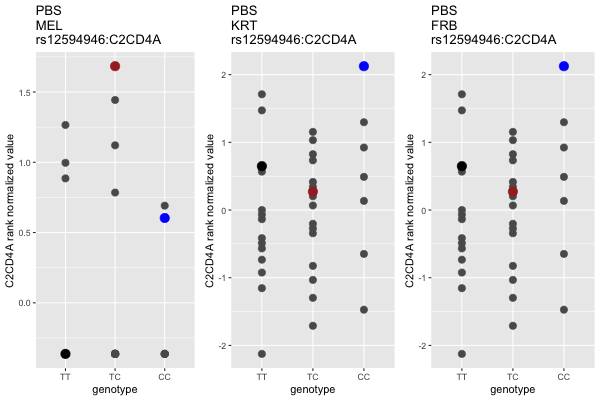 PBS
MEL
rs12594946:C2CD4A
C2CD4A rank normalized value
1.5
1.0
0.5
0.0
TT
TC
CC
genotype
PBS
KRT
rs12594946:C2CD4A
C2CD4A rank normalized value
2
1
0
-1
-2
TT
TC
CC
genotype
PBS
FRB
rs12594946:C2CD4A
C2CD4A rank normalized value
2
1
0
-1
-2
TT
TC
CC
genotype